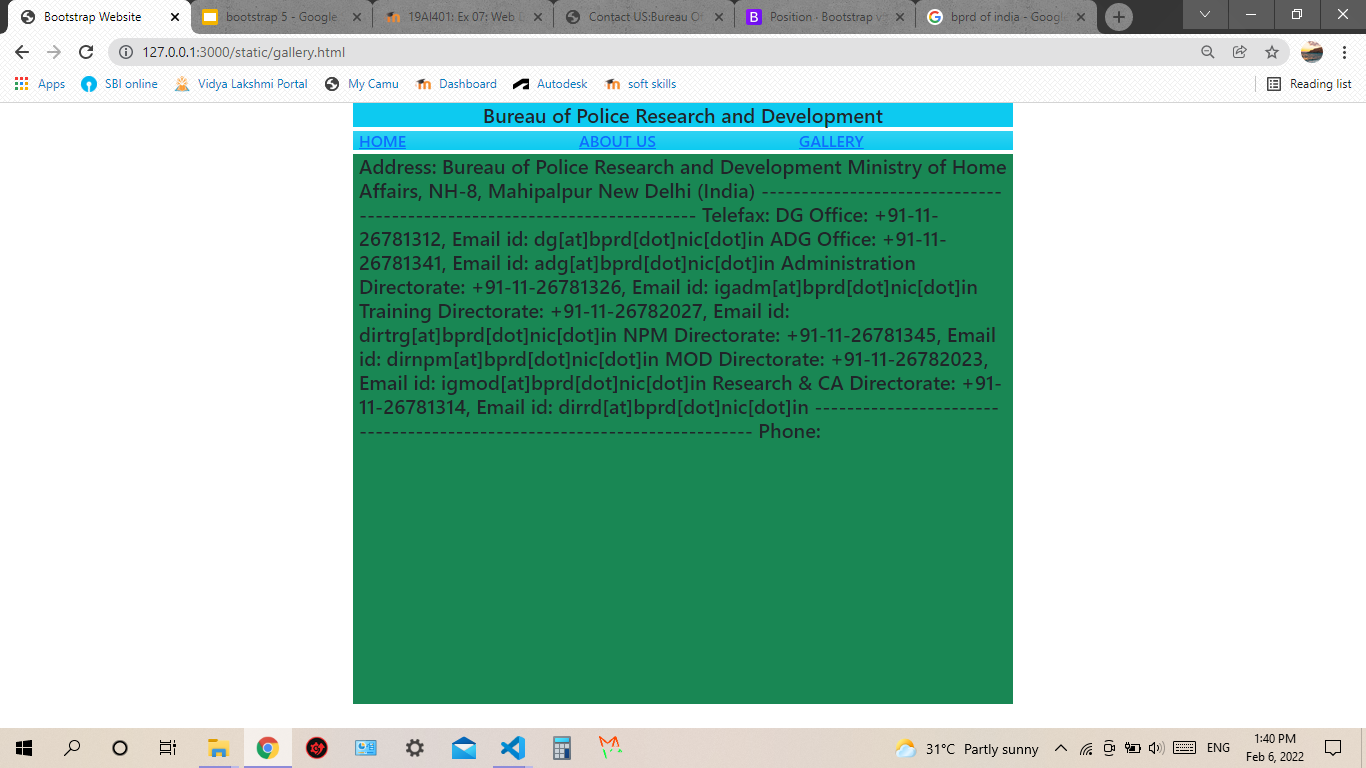 Bootstrap Website
bootstrap 5 - Google
19AI401: Ex 07: Web
Contact US:Bureau O
Position · Bootstrap v
bprd of india - Googl
127.0.0.1:3000/static/gallery.html
Apps SBI online Vidya Lakshmi Portal My Camu Dashboard Autodesk soft skills Reading list
Bureau of Police Research and Development
HOME ABOUT US GALLERY
Address: Bureau of Police Research and Development Ministry of Home
Affairs, NH-8, Mahipalpur New Delhi (India) ------------------------------
------------------------------------------ Telefax: DG Office: +91-11-
26781312, Email id: dg[at]bprd[dot]nic[dot]in ADG Office: +91-11-
26781341, Email id: adg[at]bprd[dot]nic[dot]in Administration
Directorate: +91-11-26781326, Email id: igadm[at]bprd[dot]nic[dot]in
Training Directorate: +91-11-26782027, Email id:
dirtrg[at]bprd[dot]nic[dot]in NPM Directorate: +91-11-26781345, Email
id: dirnpm[at]bprd[dot]nic[dot]in MOD Directorate: +91-11-26782023,
Email id: igmod[at]bprd[dot]nic[dot]in Research & CA Directorate: +91-
11-26781314, Email id: dirrd[at]bprd[dot]nic[dot]in -----------------------
------------------------------------------------- Phone:
31°C Partly sunny ENG 1:40 PM
Feb 6, 2022